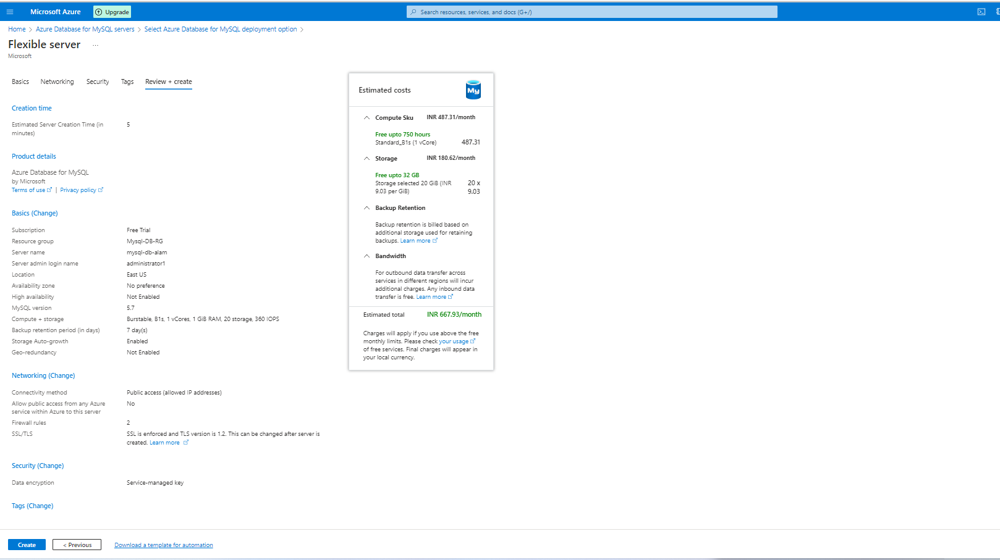 Microsoft Azure
Upgrade
Search resources, services, and docs (G+/)
Home > Azure Database for MySQL servers > Select Azure Database for MySQL deployment option >
Flexible server ...
Microsoft
Basics Networking Security Tags Review + create
Creation time
Estimated Server Creation Time (in 5
minutes)
Product details
Azure Database for MySQL
by Microsoft
Terms of use | Privacy policy
Basics (Change)
Subscription Free Trial
Resource group Mysql-DB-RG
Server name mysql-db-alam
Server admin login name administrator1
Location East US
Availability zone No preference
High availability Not Enabled
MySQL version 5.7
Compute + storage Burstable, B1s, 1 vCores, 1 GiB RAM, 20 storage, 360 IOPS
Backup retention period (in days) 7 day(s)
Storage Auto-growth Enabled
Geo-redundancy Not Enabled
Networking (Change)
Connectivity method Public access (allowed IP addresses)
Allow public access from any Azure No
service within Azure to this server
Firewall rules 2
SSL/TLS SSL is enforced and TLS version is 1.2. This can be changed after server is
created. Learn more
Security (Change)
Data encryption Service-managed key
Tags (Change)
Estimated costs
My
Compute Sku INR 487.31/month
Free upto 750 hours
Standard_B1s (1 vCore) 487.31
Storage INR 180.62/month
Free upto 32 GB
Storage selected 20 GiB (INR 20 x
9.03 per GiB) 9.03
Backup Retention
Backup retention is billed based on
additional storage used for retaining
backups. Learn more
Bandwidth
For outbound data transfer across
services in different regions will incur
additional charges. Any inbound data
transfer is free. Learn more
Estimated total INR 667.93/month
Charges will apply if you use above the free
monthly limits. Please check your usage
of free services. Final charges will appear in
your local currency.
Create
< Previous
Download a template for automation